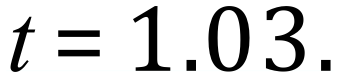 t = 1.03.